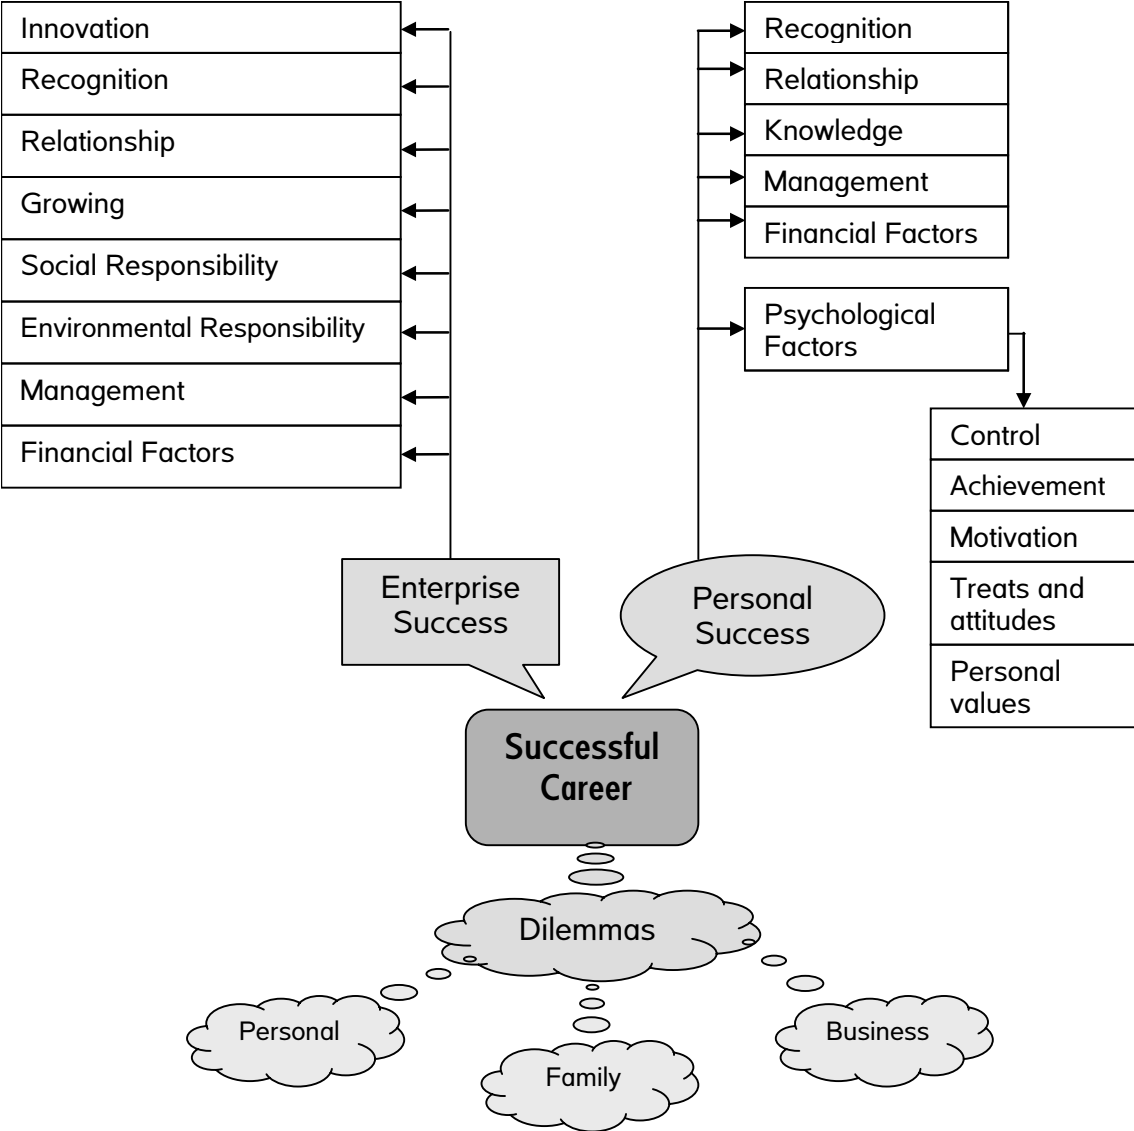 Innovation
Recognition
Relationship
Growing
Social Responsibility
Environmental Responsibility
Management
Financial Factors
Recognition
Relationship
Knowledge
Management
Financial Factors
Psychological
Factors
Control
Achievement
Motivation
Treats and
attitudes
Personal
values
Enterprise
Success
Personal
Success
Successful
Career
Dilemmas
Personal
Family
Business